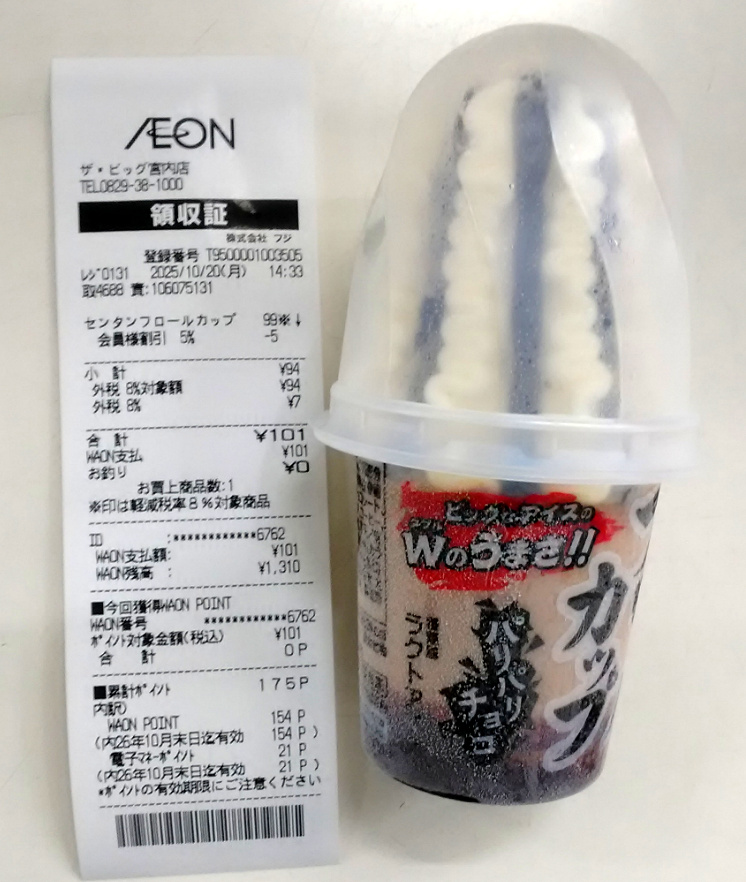 ÆON
ザ・ビッグ宮内店
TEL0829-38-1000
領収証
株式会社 フジ
登録番号 T9500001003505
ﾚｼﾞ0131 2025/10/20(月) 14:33
取4688 責:106075131
センタンフロールカップ 99※↓
会員様割引 5% -5
小 計 ¥94
外税 8%対象額 ¥94
外税 8% ¥7
合 計 ¥101
WAON支払 ¥101
お釣り ¥0
お買上商品数:1
※印は軽減税率8%対象商品
ID :************6762
WAON支払額: ¥101
WAON残高 : ¥1,310
■今回獲得WAON POINT
WAON番号 ************6762
ﾎﾟｲﾝﾄ対象金額(税込) ¥101
合 計 0P
■累計ﾎﾟｲﾝﾄ 175P
内訳)
WAON POINT 154 P
(内26年10月末日迄有効 154 P )
電子マネーﾎﾟｲﾝﾄ 21 P
(内26年10月末日迄有効 21 P )
*ﾎﾟｲﾝﾄの有効期限にご注意ください
アイスの
Wのうまさ!!
カップ
パリパリ
チョコ
ラクト